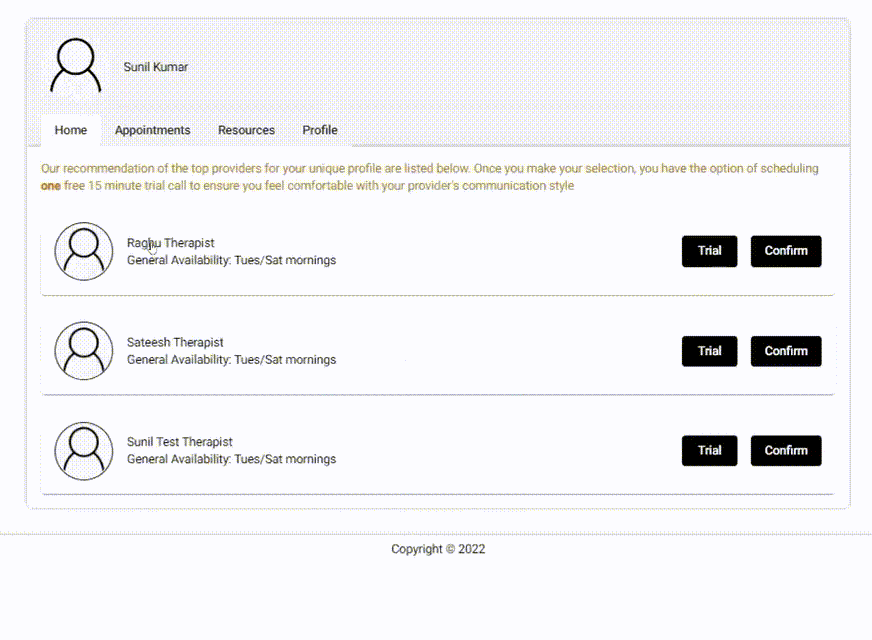 Sunil Kumar
Home Appointments Resources Profile
Our recommendation of the top providers for your unique profile are listed below. Once you make your selection, you have the option of scheduling
one free 15 minute trial call to ensure you feel comfortable with your provider's communication style
Raghu Therapist
General Availability: Tues/Sat mornings
Trial Confirm
Sateesh Therapist
General Availability: Tues/Sat mornings
Trial Confirm
Sunil Test Therapist
General Availability: Tues/Sat mornings
Trial Confirm
Copyright © 2022